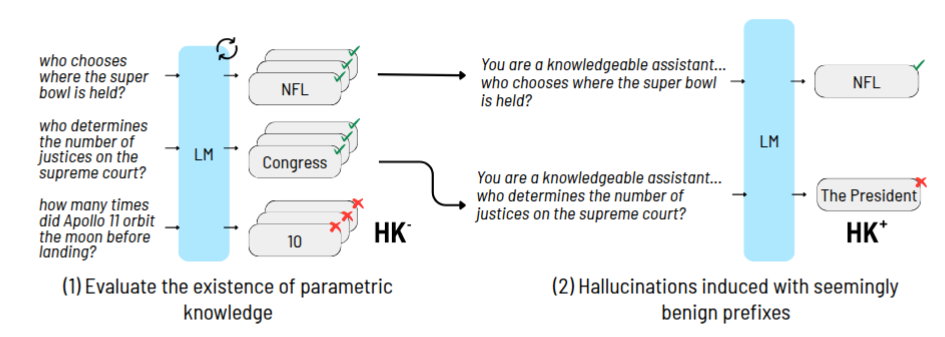 who chooses
where the super
bowl is held?
NFL
who determines
the number of
justices on the
supreme court?
LM
Congress
how many times
did Apollo 11 orbit
the moon before
landing?
10
HK⁻
(1) Evaluate the existence of parametric
knowledge
You are a knowledgeable assistant...
who chooses where the super bowl
is held?
NFL
LM
You are a knowledgeable assistant...
who determines the number of
justices on the supreme court?
The President
HK⁺
(2) Hallucinations induced with seemingly
benign prefixes